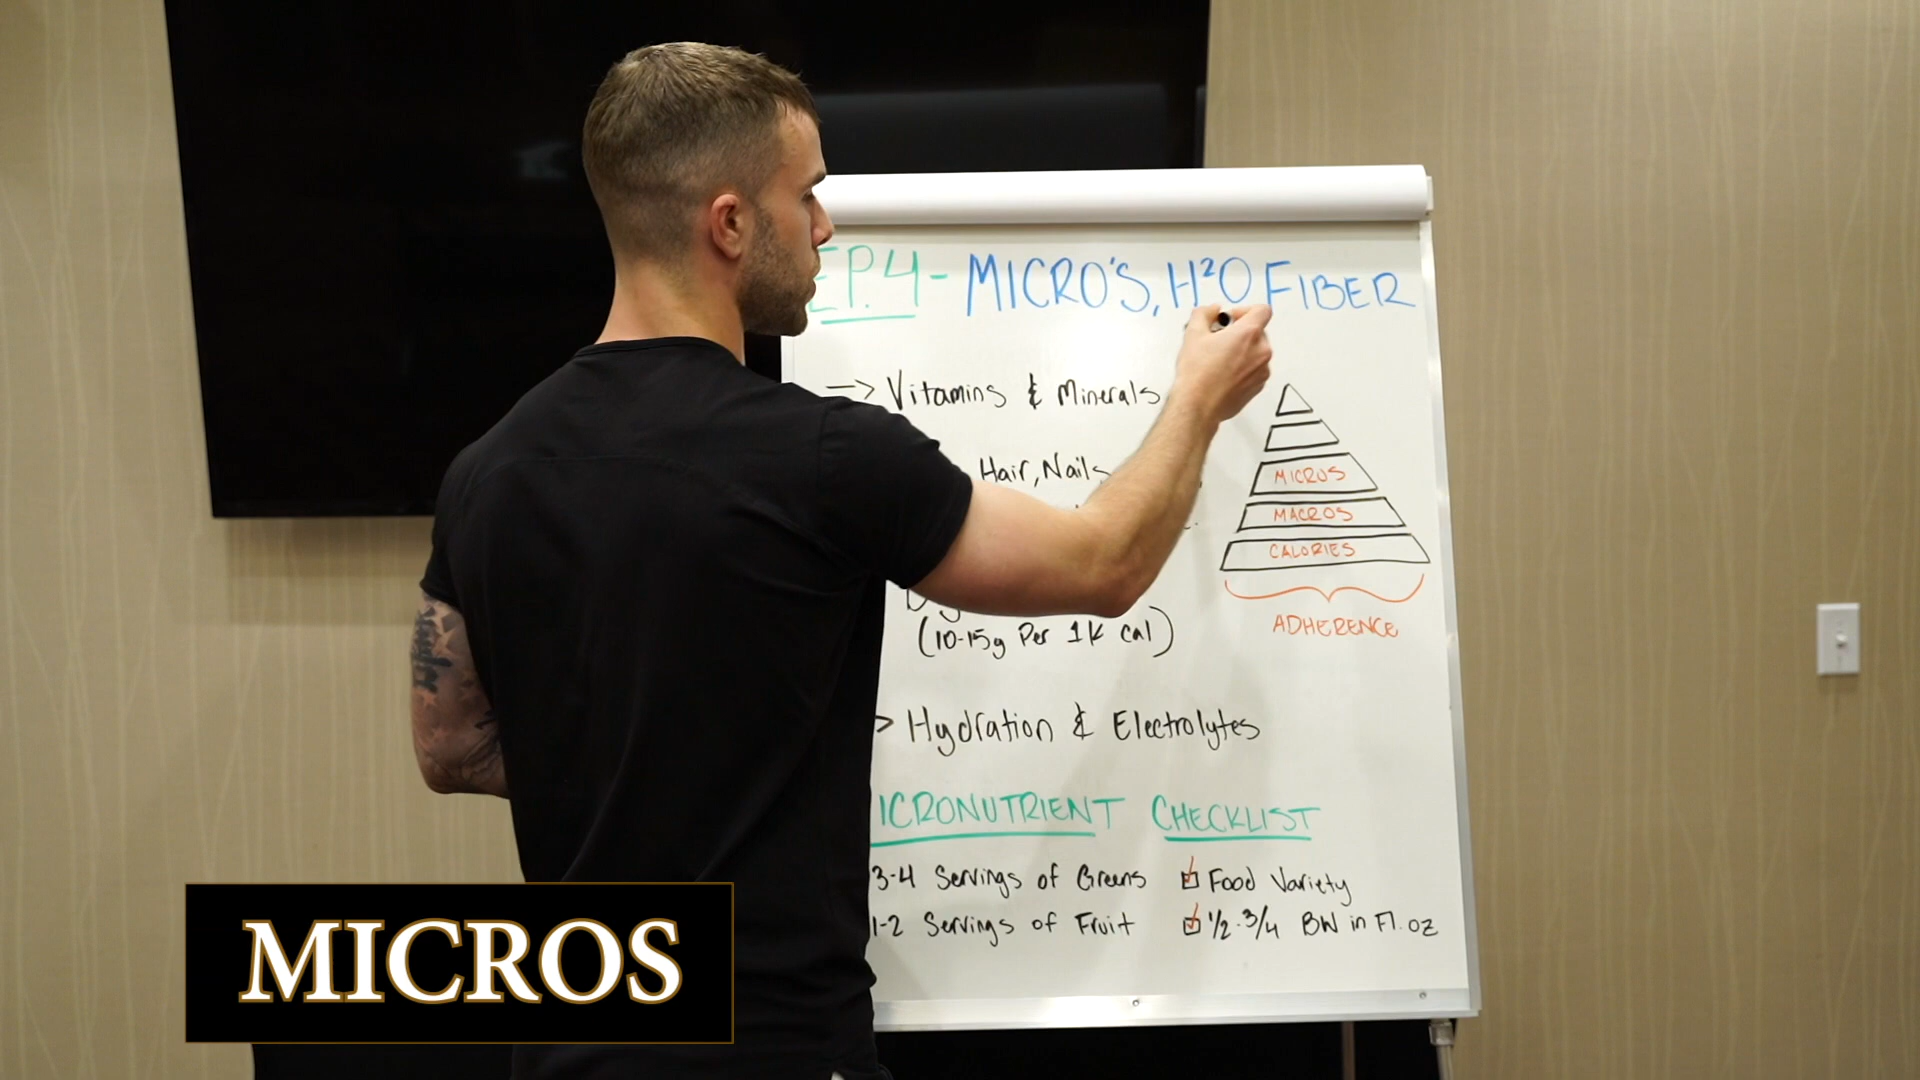 EP.4 - MICRO'S, H²O FIBER
→ Vitamins & Minerals
Hair, Nails
(10-15g Per 1K cal)
> Hydration & Electrolytes
MICROS
MACROS
CALORIES
ADHERENCE
ICRONUTRIENT CHECKLIST
3-4 Servings of Greens
☑ Food Variety
1-2 Servings of Fruit
☑ 1/2-3/4 BW in Fl. oz
MICROS